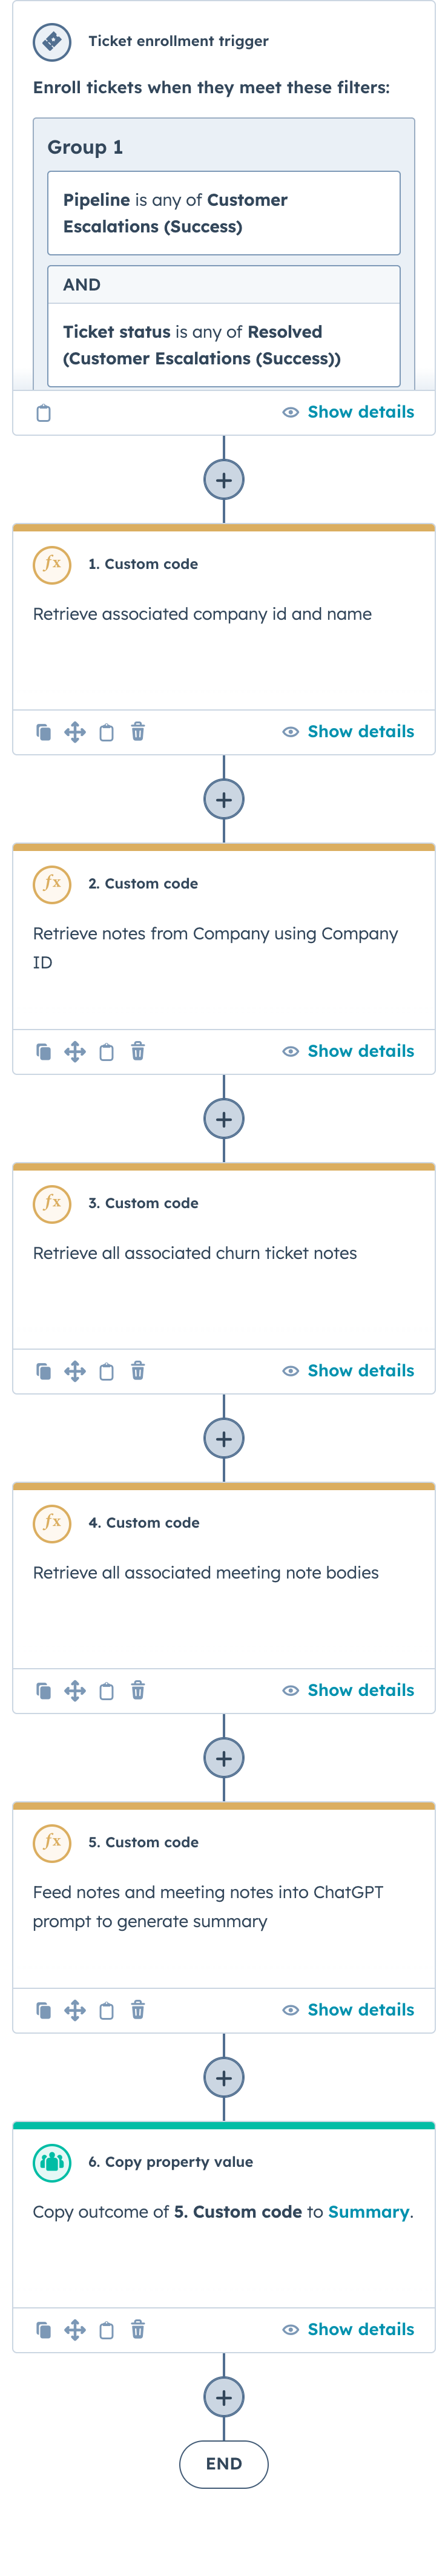 Ticket enrollment trigger
Enroll tickets when they meet these filters:
Group 1
Pipeline is any of Customer
Escalations (Success)
AND
Ticket status is any of Resolved
(Customer Escalations (Success))
Show details
fx 1. Custom code
Retrieve associated company id and name
Show details
fx 2. Custom code
Retrieve notes from Company using Company
ID
Show details
fx 3. Custom code
Retrieve all associated churn ticket notes
Show details
fx 4. Custom code
Retrieve all associated meeting note bodies
Show details
fx 5. Custom code
Feed notes and meeting notes into ChatGPT
prompt to generate summary
Show details
6. Copy property value
Copy outcome of 5. Custom code to Summary.
Show details
END